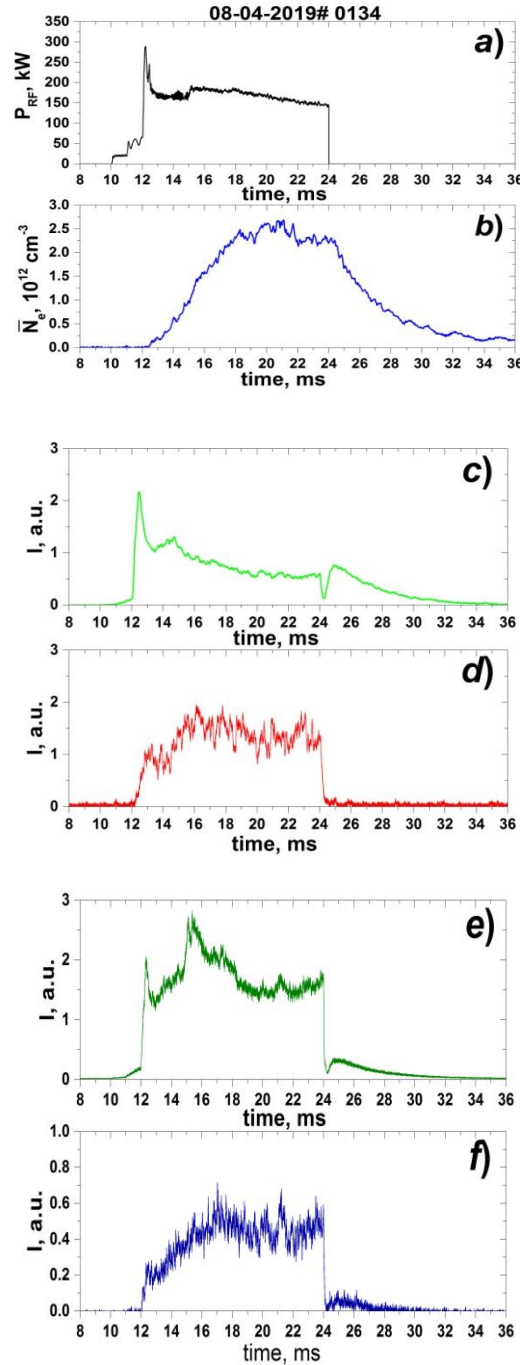 08-04-2019# 0134
a)
P_RF, kW
350
300
250
200
150
100
50
0
8 10 12 14 16 18 20 22 24 26 28 30 32 34 36
time, ms
b)
N̅_e, 10¹² cm⁻³
3.0
2.5
2.0
1.5
1.0
0.5
0.0
8 10 12 14 16 18 20 22 24 26 28 30 32 34 36
time, ms
c)
I, a.u.
3
2
1
0
8 10 12 14 16 18 20 22 24 26 28 30 32 34 36
time, ms
d)
I, a.u.
3
2
1
0
8 10 12 14 16 18 20 22 24 26 28 30 32 34 36
time, ms
e)
I, a.u.
3
2
1
0
8 10 12 14 16 18 20 22 24 26 28 30 32 34 36
time, ms
f)
I, a.u.
1.0
0.8
0.6
0.4
0.2
0.0
8 10 12 14 16 18 20 22 24 26 28 30 32 34 36
time, ms